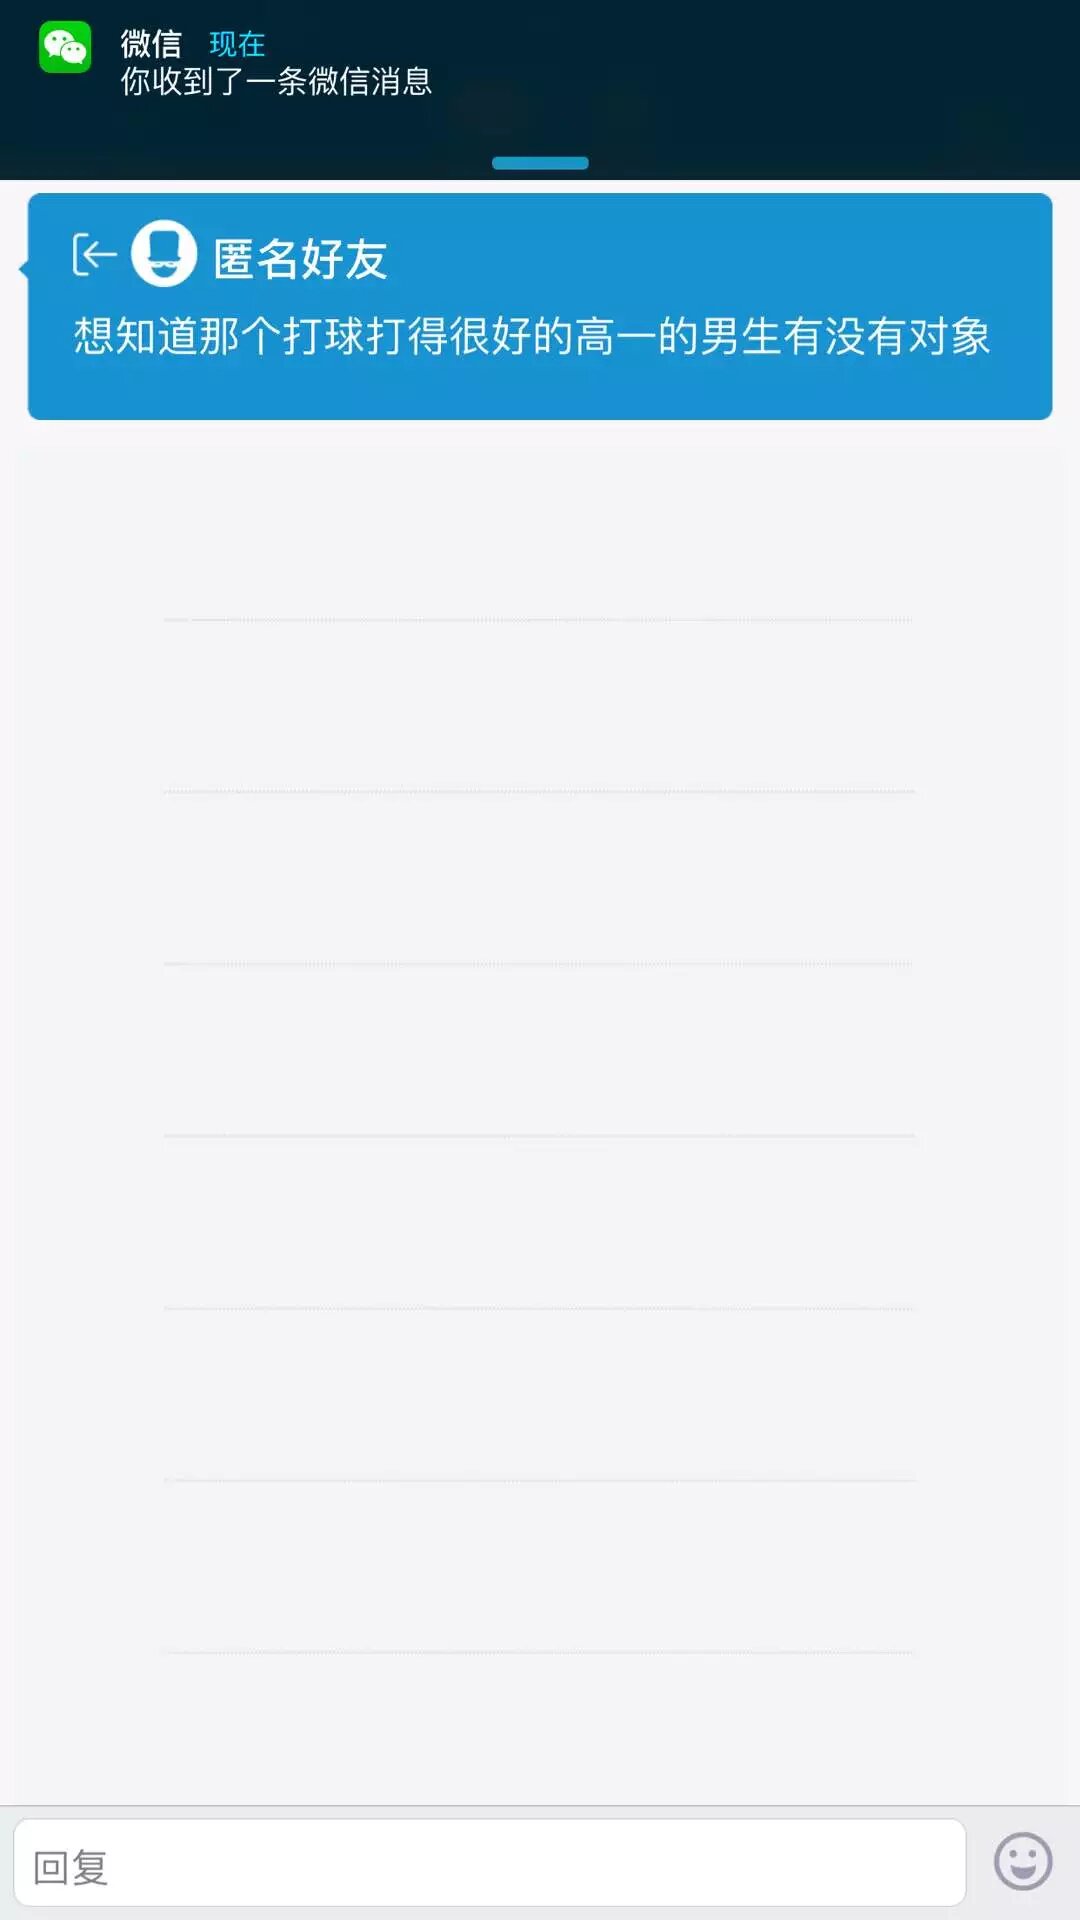 微信 现在
你收到了一条微信消息
匿名好友
想知道那个打球打得很好的高一的男生有没有对象
回复